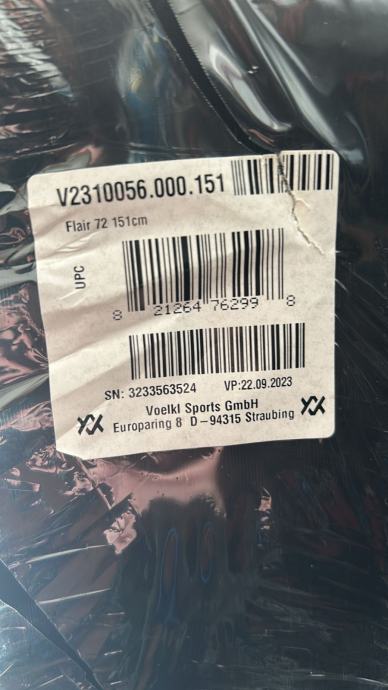 V2310056.000.151
Flair 72 151cm
UPC
8 21264 76299 8
SN: 3233563524 VP:22.09.2023
Voelkl Sports GmbH
Europaring 8 D-94315 Straubing